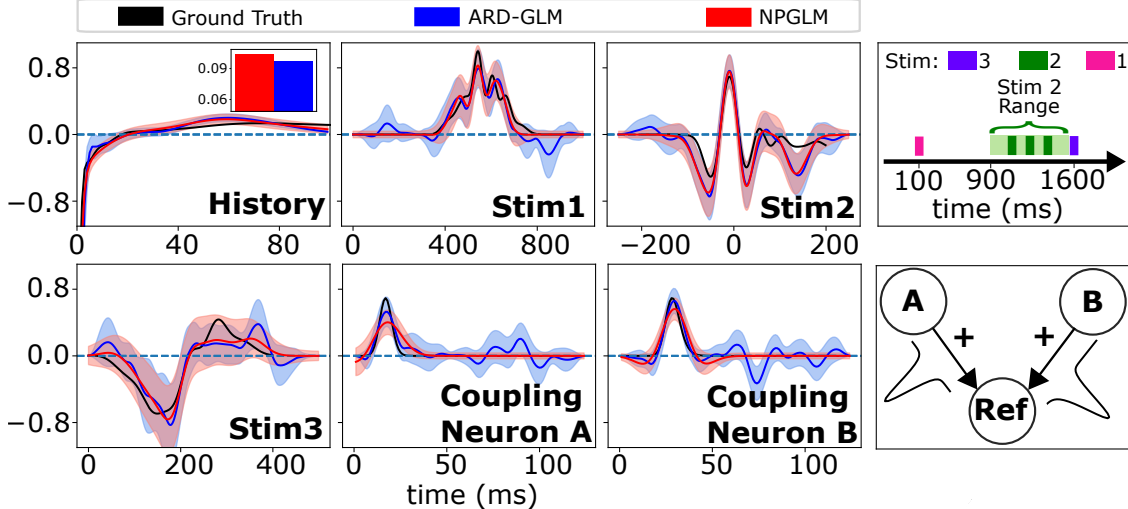 Ground Truth ARD-GLM NPGLM
0.8
0.0
−0.8
0.09
0.06
History
0 40 80
Stim1
0 400 800
Stim2
−200 0 200
Stim: 3 2 1
Stim 2
Range
100 900 1600
time (ms)
0.8
0.0
−0.8
Stim3
0 200 400
Coupling
Neuron A
0 50 100
time (ms)
Coupling
Neuron B
0 50 100
A B
+ +
Ref